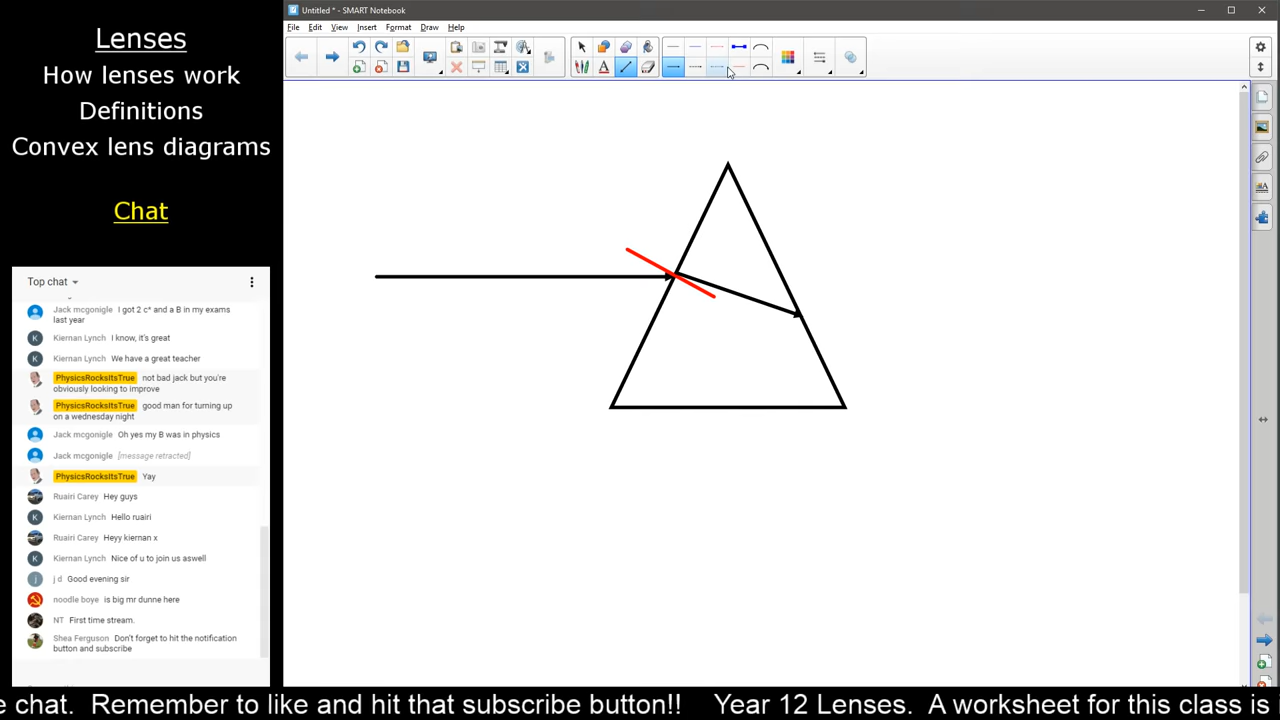 Untitled * - SMART Notebook
File Edit View Insert Format Draw Help
Lenses
How lenses work
Definitions
Convex lens diagrams
Chat
Top chat
Jack mcgonigle I got 2 c* and a B in my exams
last year
Kiernan Lynch I know, it's great
Kiernan Lynch We have a great teacher
PhysicsRocksItsTrue not bad jack but you're
obviously looking to improve
PhysicsRocksItsTrue good man for turning up
on a wednesday night
Jack mcgonigle Oh yes my B was in physics
Jack mcgonigle [message retracted]
PhysicsRocksItsTrue Yay
Ruairi Carey Hey guys
K Kiernan Lynch Hello ruairi
Ruairi Carey Heyy kiernan x
K Kiernan Lynch Nice of u to join us aswell
j j d Good evening sir
noodle boye is big mr dunne here
NT First time stream.
Shea Ferguson Don't forget to hit the notification
button and subscribe
e chat. Remember to like and hit that subscribe button!! Year 12 Lenses. A worksheet for this class is